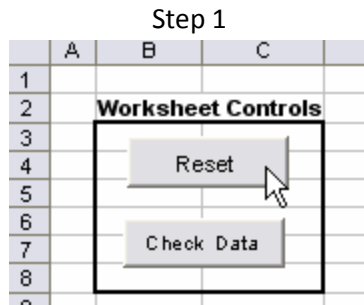 Step 1
A B C
1
2 Worksheet Controls
3
4 Reset
5
6
7 Check Data
8